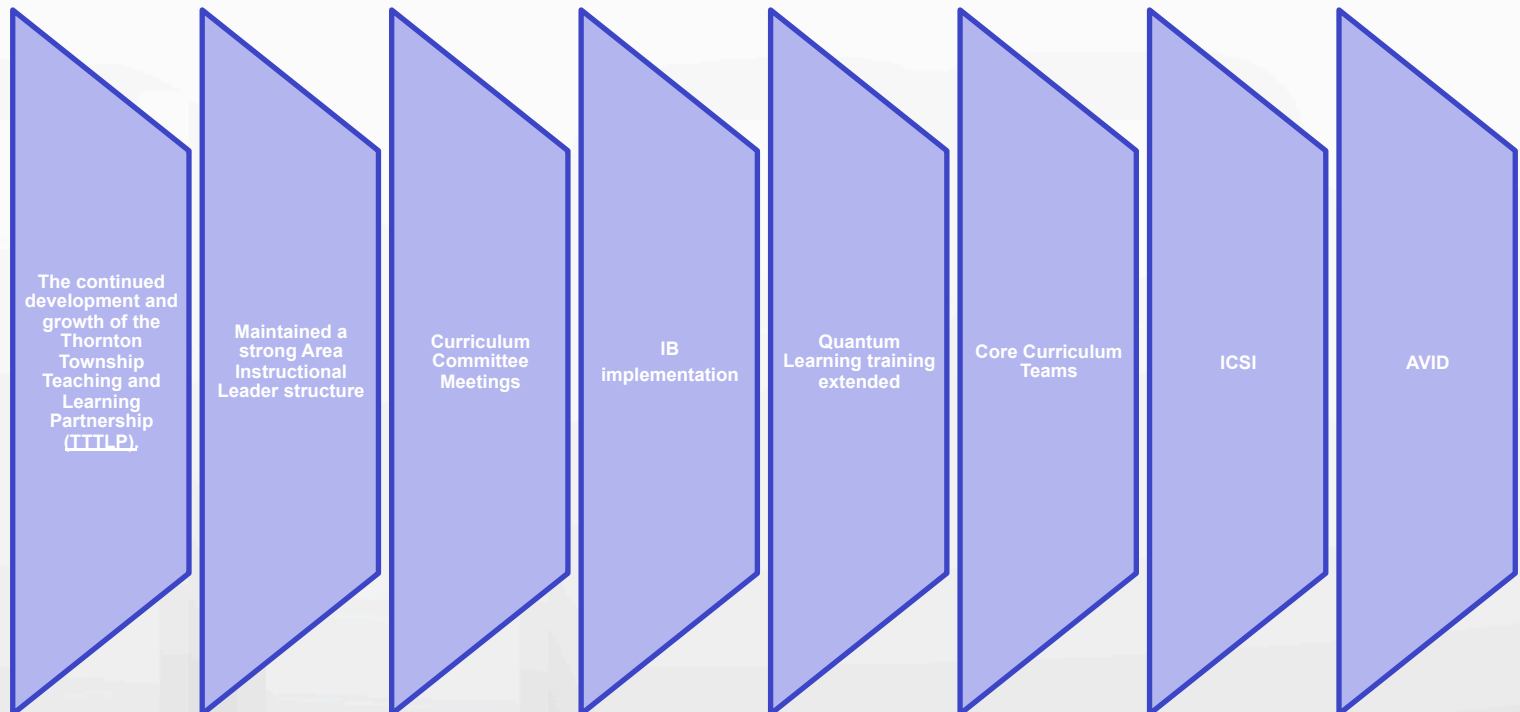 The continued
development and
growth of the
Thornton
Township
Teaching and
Learning
Partnership
(TTTLP).
Maintained a
strong Area
Instructional
Leader structure
Curriculum
Committee
Meetings
IB
implementation
Quantum
Learning training
extended
Core Curriculum
Teams
ICSI
AVID